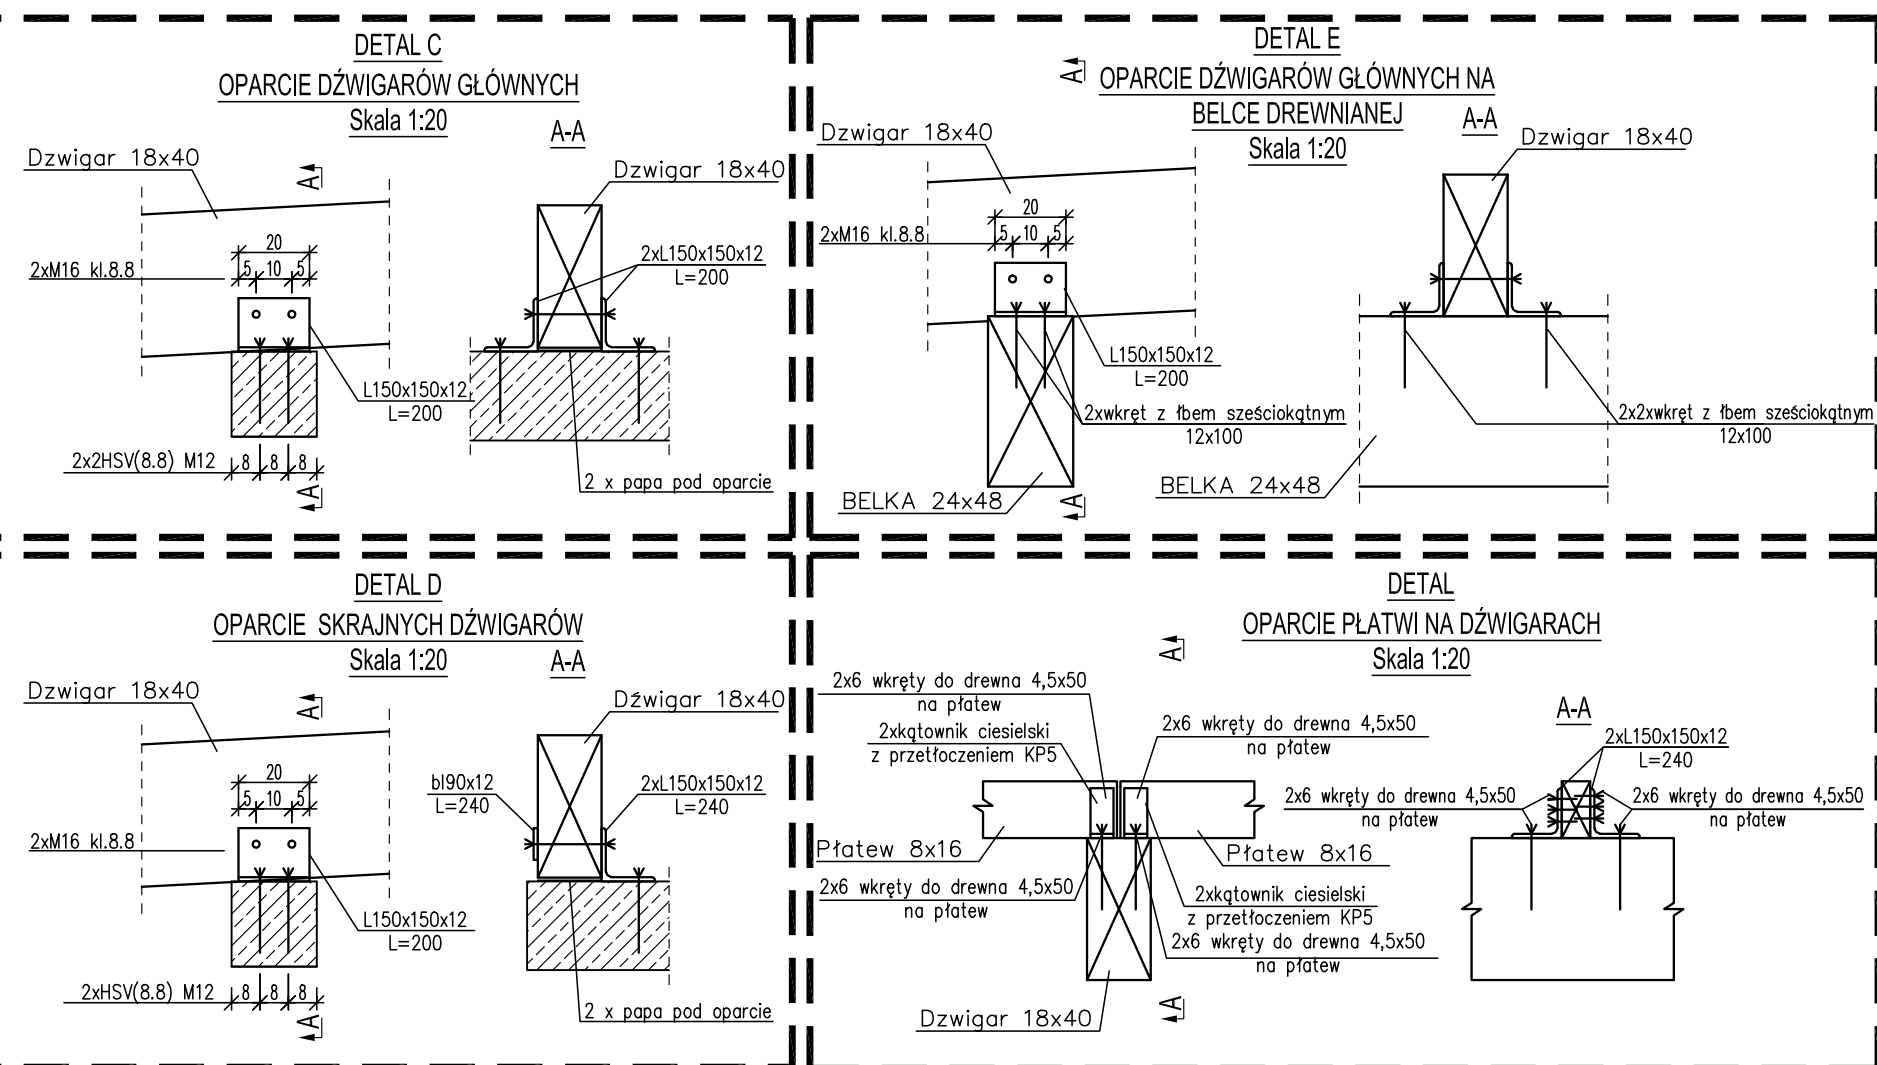 DETAL C
OPARCIE DŹWIGARÓW GŁÓWNYCH
Skala 1:20
A-A
Dzwigar 18x40
A
Dzwigar 18x40
20
5 10 5
2xM16 kl.8.8
2xL150x150x12
L=200
L150x150x12
L=200
2x2HSV(8.8) M12
8 8 8
A
2 x papa pod oparcie
DETAL E
OPARCIE DŹWIGARÓW GŁÓWNYCH NA
BELCE DREWNIANEJ
Skala 1:20
A-A
A
Dzwigar 18x40
Dzwigar 18x40
20
5 10 5
2xM16 kl.8.8
L150x150x12
L=200
2xwkręt z łbem sześciokątnym
12x100
2x2xwkręt z łbem sześciokątnym
12x100
BELKA 24x48
A
BELKA 24x48
DETAL D
OPARCIE SKRAJNYCH DŹWIGARÓW
Skala 1:20
A-A
Dzwigar 18x40
A
Dźwigar 18x40
20
5 10 5
2xM16 kl.8.8
bl90x12
L=240
2xL150x150x12
L=240
L150x150x12
L=200
2xHSV(8.8) M12
8 8 8
A
2 x papa pod oparcie
DETAL
OPARCIE PŁATWI NA DŹWIGARACH
Skala 1:20
A-A
A
2x6 wkręty do drewna 4,5x50
na płatew
2xkątownik ciesielski
z przetłoczeniem KP5
2x6 wkręty do drewna 4,5x50
na płatew
2xL150x150x12
L=240
2x6 wkręty do drewna 4,5x50
na płatew
2x6 wkręty do drewna 4,5x50
na płatew
Płatew 8x16
Płatew 8x16
2x6 wkręty do drewna 4,5x50
na płatew
2xkątownik ciesielski
z przetłoczeniem KP5
2x6 wkręty do drewna 4,5x50
na płatew
Dzwigar 18x40
A